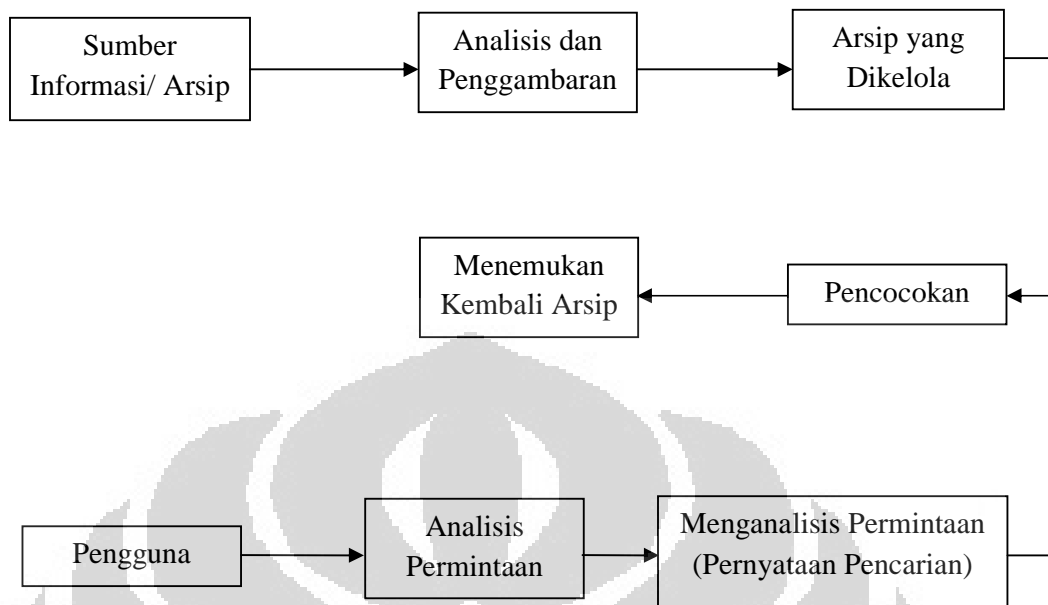 Sumber
Informasi/ Arsip
Analisis dan
Penggambaran
Arsip yang
Dikelola
Menemukan
Kembali Arsip
Pencocokan
Pengguna
Analisis
Permintaan
Menganalisis Permintaan
(Pernyataan Pencarian)